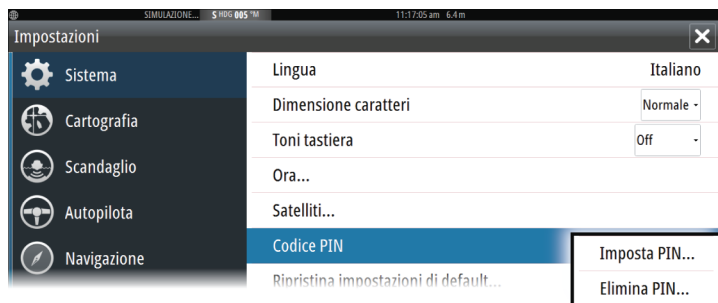 SIMULAZIONE... S HDG 005 °M 11:17:05 am 6.4 m
Impostazioni
Sistema
Cartografia
Scandaglio
Autopilota
Navigazione
Lingua Italiano
Dimensione caratteri Normale
Toni tastiera Off
Ora...
Satelliti...
Codice PIN
Ripristina impostazioni di default...
Imposta PIN...
Elimina PIN...